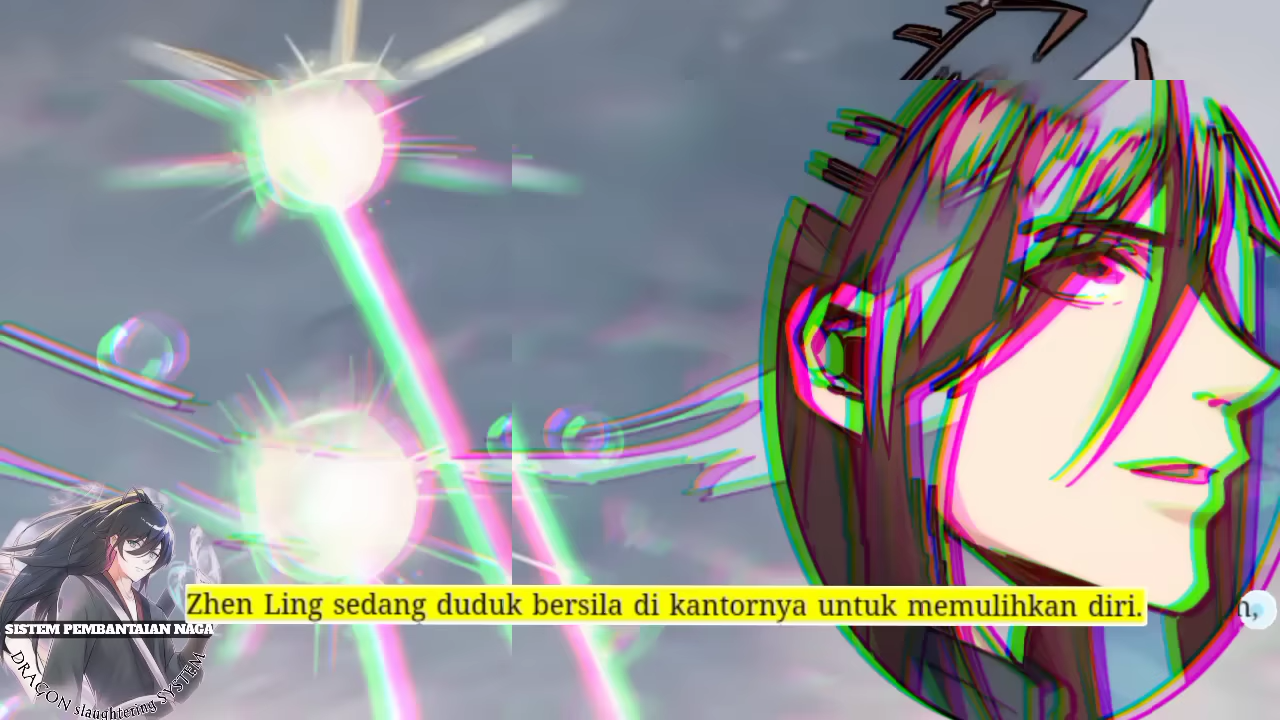 Zhen Ling sedang duduk bersila di kantornya untuk memulihkan diri.
n,
SISTEM PEMBANTAIAN NAGA
DRAGON slaughtering SYSTEM